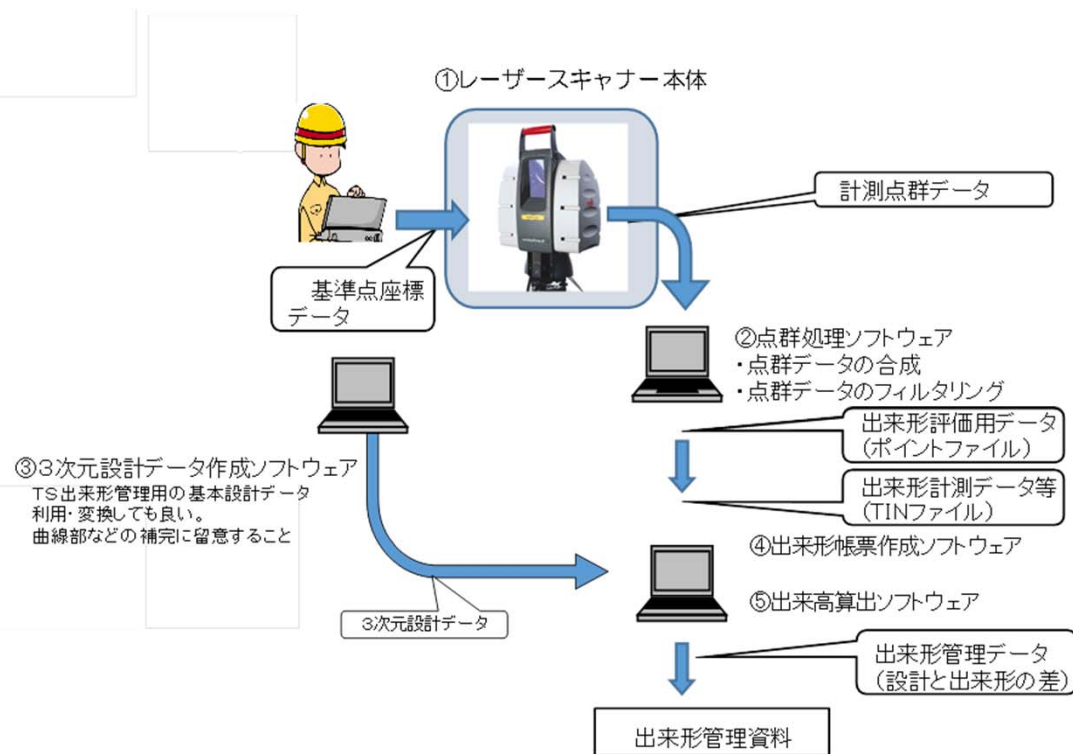 ①レーザースキャナー本体
計測点群データ
基準点座標
データ
②点群処理ソフトウェア
・点群データの合成
・点群データのフィルタリング
出来形評価用データ
(ポイントファイル)
③3次元設計データ作成ソフトウェア
TS出来形管理用の基本設計データ
利用・変換しても良い。
曲線部などの補完に留意すること
出来形計測データ等
(TINファイル)
④出来形帳票作成ソフトウェア
⑤出来高算出ソフトウェア
3次元設計データ
出来形管理データ
(設計と出来形の差)
出来形管理資料